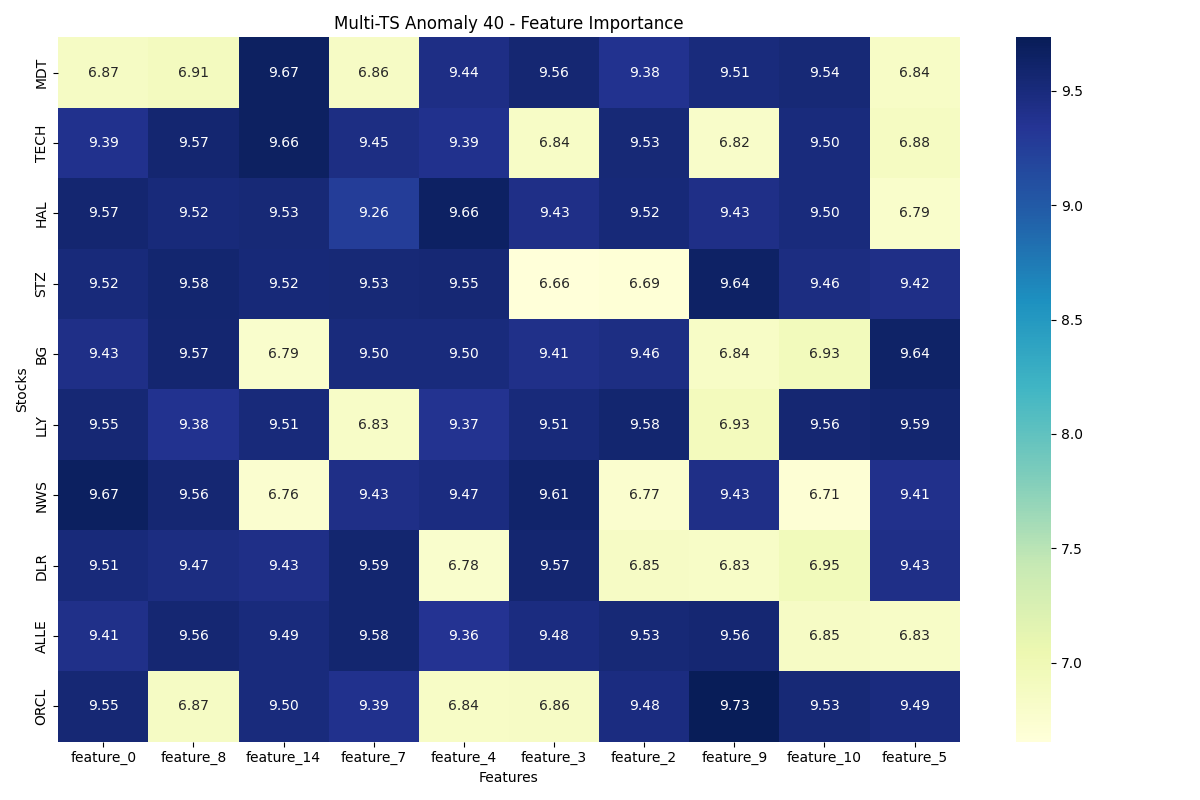 Multi-TS Anomaly 40 - Feature Importance
Stocks
MDT 6.87 6.91 9.67 6.86 9.44 9.56 9.38 9.51 9.54 6.84
TECH 9.39 9.57 9.66 9.45 9.39 6.84 9.53 6.82 9.50 6.88
HAL 9.57 9.52 9.53 9.26 9.66 9.43 9.52 9.43 9.50 6.79
STZ 9.52 9.58 9.52 9.53 9.55 6.66 6.69 9.64 9.46 9.42
BG 9.43 9.57 6.79 9.50 9.50 9.41 9.46 6.84 6.93 9.64
LLY 9.55 9.38 9.51 6.83 9.37 9.51 9.58 6.93 9.56 9.59
NWS 9.67 9.56 6.76 9.43 9.47 9.61 6.77 9.43 6.71 9.41
DLR 9.51 9.47 9.43 9.59 6.78 9.57 6.85 6.83 6.95 9.43
ALLE 9.41 9.56 9.49 9.58 9.36 9.48 9.53 9.56 6.85 6.83
ORCL 9.55 6.87 9.50 9.39 6.84 6.86 9.48 9.73 9.53 9.49
feature_0 feature_8 feature_14 feature_7 feature_4 feature_3 feature_2 feature_9 feature_10 feature_5
Features
9.5
9.0
8.5
8.0
7.5
7.0